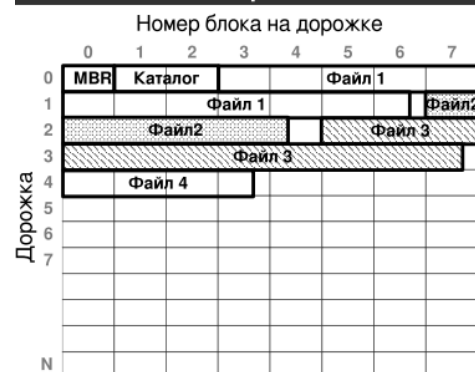 Номер блока на дорожке
0 1 2 3 4 5 6 7
0 MBR Каталог Файл 1
1 Файл 1 Файл2
2 Файл2 Файл 3
3 Файл 3
4 Файл 4
5
6
7
N
Дорожка